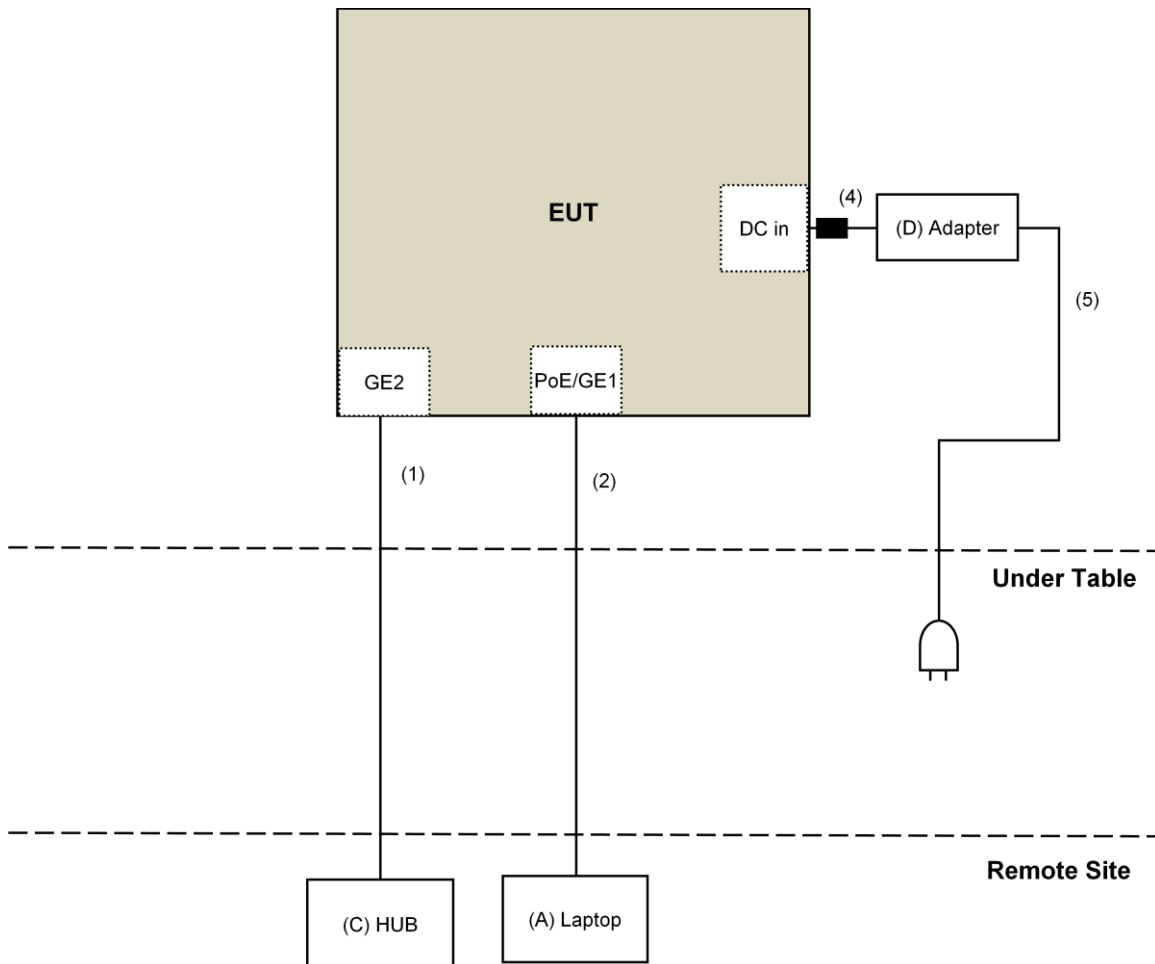 (4)
EUT
DC in
(D) Adapter
(5)
GE2
PoE/GE1
(1)
(2)
Under Table
Remote Site
(C) HUB
(A) Laptop